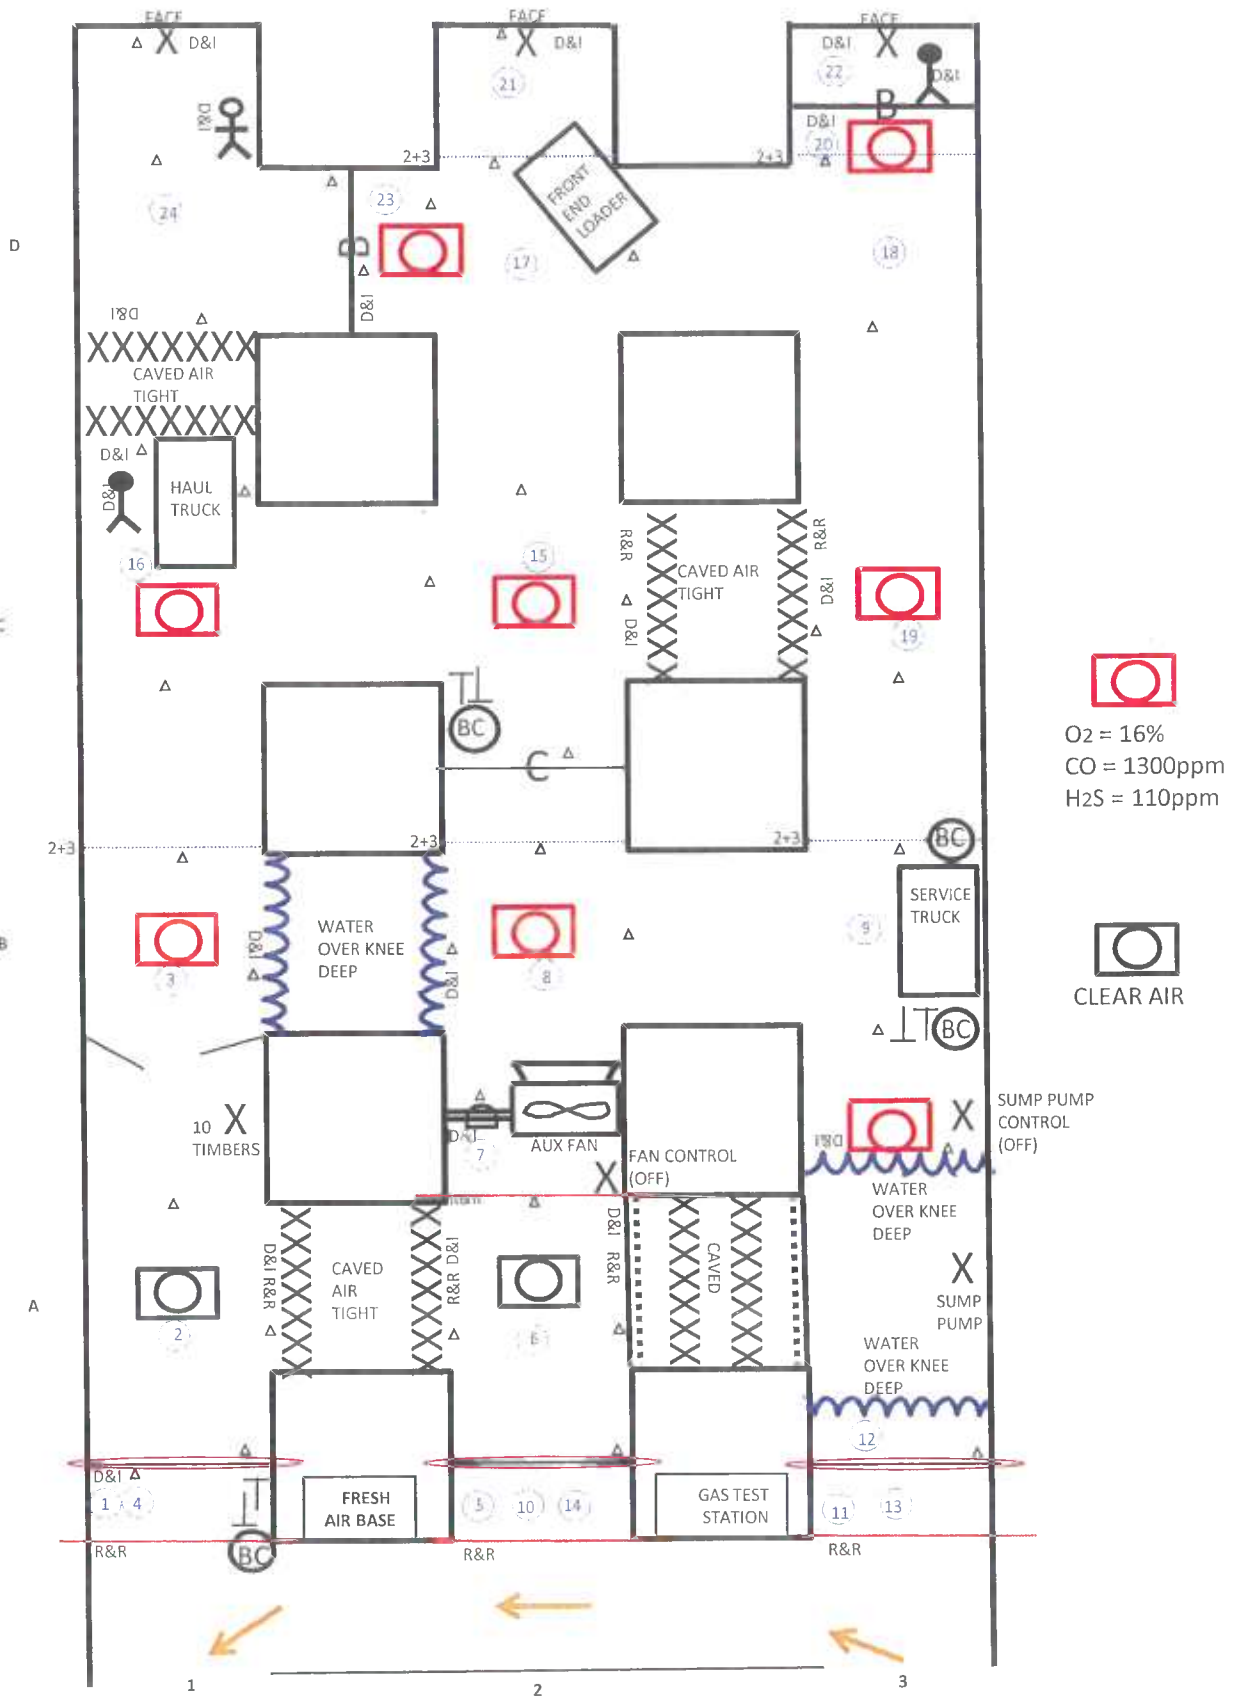 FACE
FACE
FACE
D&I
D&I
D&I
22
D&I
21
B
D&I
D&I
20
2+3
2+3
FRONT
END
LOADER
23
24
B
D
17
18
D&I
D&I
CAVED AIR
TIGHT
D&I
D&I
HAUL
TRUCK
R&R
R&R
16
15
CAVED AIR
TIGHT
D&I
D&I
19
O2 = 16%
CO = 1300ppm
H2S = 110ppm
BC
C
2+3
2+3
2+3
BC
SERVICE
TRUCK
WATER
OVER KNEE
DEEP
9
B
D&I
D&I
3
8
CLEAR AIR
BC
10
TIMBERS
D&I
7
AUX FAN
FAN CONTROL
(OFF)
SUMP PUMP
CONTROL
(OFF)
D&I
WATER
OVER KNEE
DEEP
D&I R&R
CAVED
AIR
TIGHT
R&R D&I
D&I R&R
CAVED
SUMP
PUMP
A
2
6
WATER
OVER KNEE
DEEP
12
D&I
1
4
FRESH
AIR BASE
5
10
14
GAS TEST
STATION
11
13
R&R
BC
R&R
R&R
1
2
3